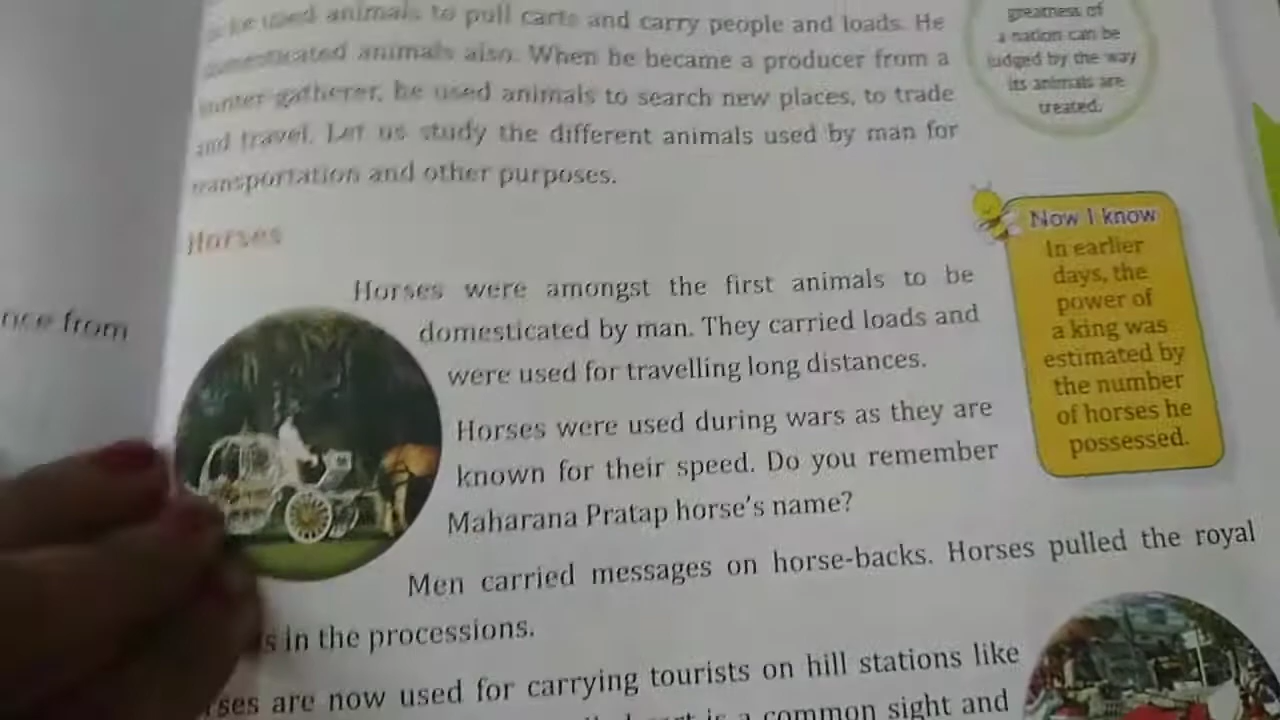 used animals to pull carts and carry people and loads. He
domesticated animals also. When he became a producer from a
hunter-gatherer, he used animals to search new places, to trade
and travel. Let us study the different animals used by man for
transportation and other purposes.
greatness of
a nation can be
judged by the way
its animals are
treated.
Horses
Horses were amongst the first animals to be
domesticated by man. They carried loads and
were used for travelling long distances.
Horses were used during wars as they are
known for their speed. Do you remember
Maharana Pratap horse's name?
Men carried messages on horse-backs. Horses pulled the royal
in the processions.
are now used for carrying tourists on hill stations like
is a common sight and
Now I know
In earlier
days, the
power of
a king was
estimated by
the number
of horses he
possessed.
from